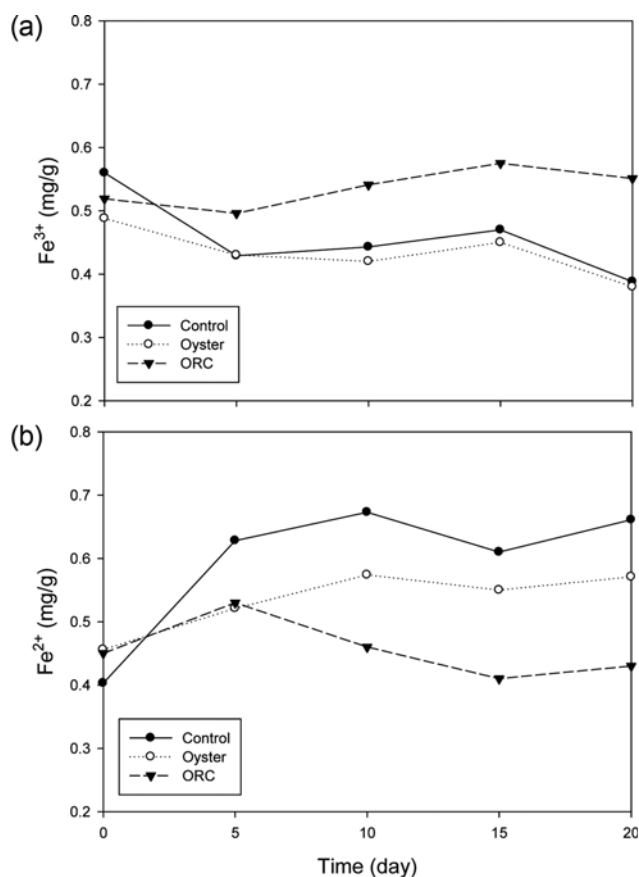 (a)
0.8
0.7
0.6
0.5
0.4
0.3
0.2
Fe³⁺ (mg/g)
Control
Oyster
ORC
(b)
0.8
0.7
0.6
0.5
0.4
0.3
0.2
Fe²⁺ (mg/g)
Control
Oyster
ORC
0 5 10 15 20
Time (day)